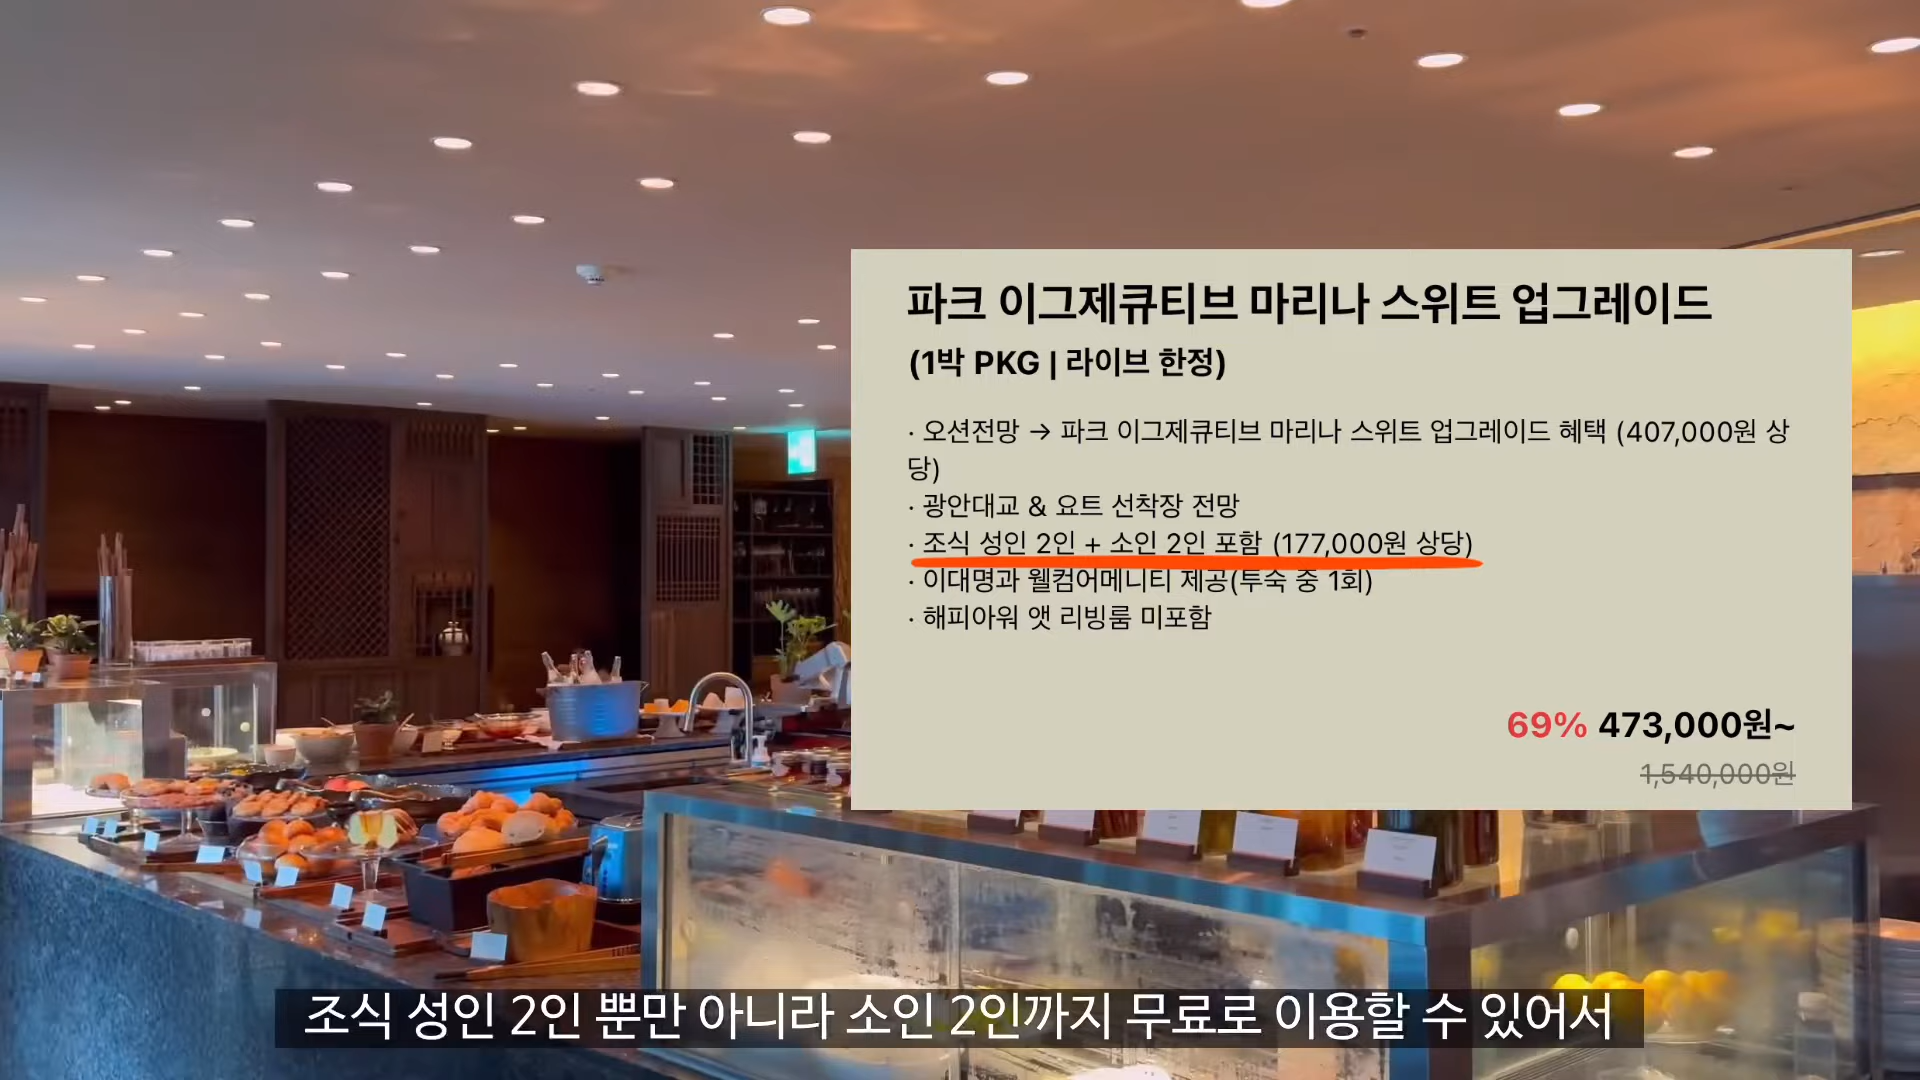 파크 이그제큐티브 마리나 스위트 업그레이드
(1박 PKG | 라이브 한정)
· 오션전망 → 파크 이그제큐티브 마리나 스위트 업그레이드 혜택 (407,000원 상
당)
· 광안대교 & 요트 선착장 전망
· 조식 성인 2인 + 소인 2인 포함 (177,000원 상당)
· 이대명과 웰컴어메니티 제공(투숙 중 1회)
· 해피아워 앳 리빙룸 미포함
69% 473,000원~
1,540,000원
조식 성인 2인 뿐만 아니라 소인 2인까지 무료로 이용할 수 있어서